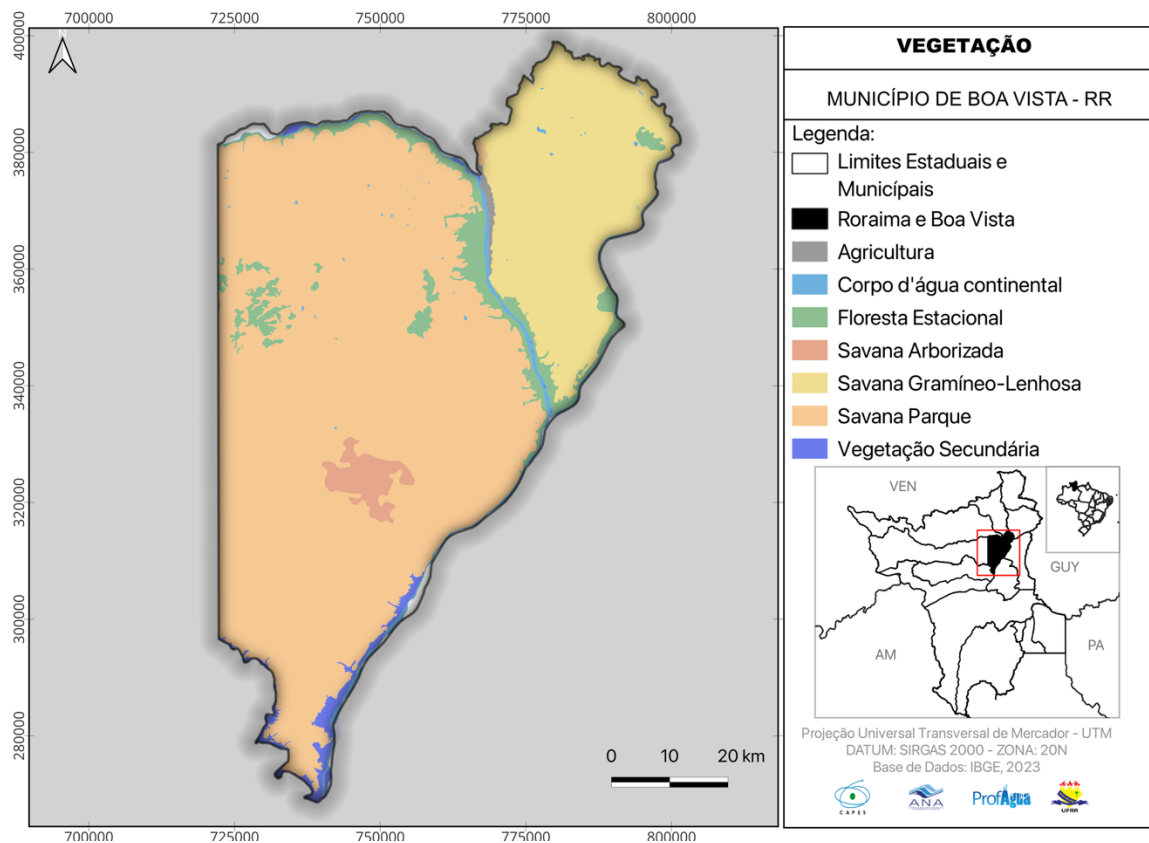 700000 725000 750000 775000 800000
400000
380000
360000
340000
320000
300000
280000
N
0 10 20 km
700000 725000 750000 775000 800000
VEGETAÇÃO
MUNICÍPIO DE BOA VISTA - RR
Legenda:
Limites Estaduais e
Municípais
Roraima e Boa Vista
Agricultura
Corpo d'água continental
Floresta Estacional
Savana Arborizada
Savana Gramíneo-Lenhosa
Savana Parque
Vegetação Secundária
VEN
GUY
AM
PA
Projeção Universal Transversal de Mercador - UTM
DATUM: SIRGAS 2000 - ZONA: 20N
Base de Dados: IBGE, 2023
CAPES
ANA
ProfÁgua
UFRR